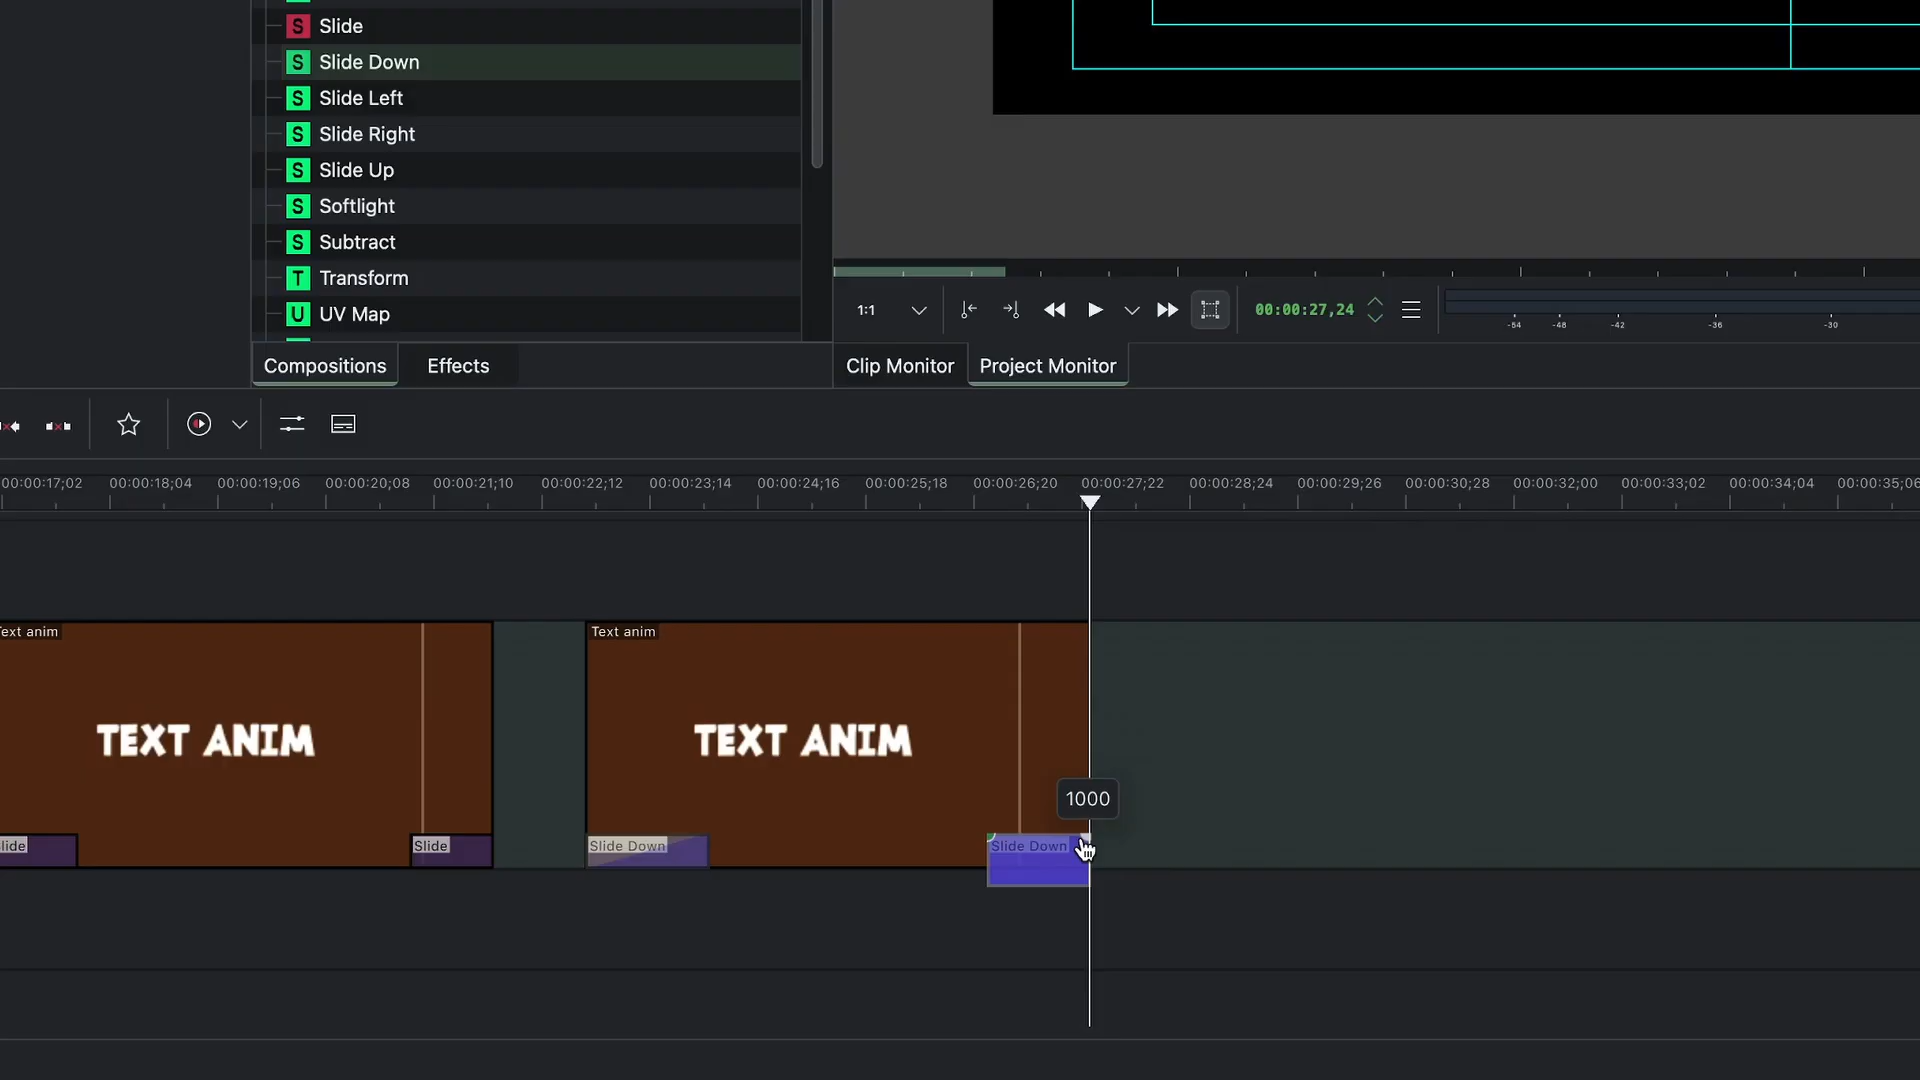 S Slide
S Slide Down
S Slide Left
S Slide Right
S Slide Up
S Softlight
S Subtract
T Transform
U UV Map
Compositions Effects
1:1 00:00:27,24
-54 -48 -42 -36 -30
Clip Monitor Project Monitor
00:00:17;02 00:00:18;04 00:00:19;06 00:00:20;08 00:00:21;10 00:00:22;12 00:00:23;14 00:00:24;16 00:00:25;18 00:00:26;20 00:00:27;22 00:00:28;24 00:00:29;26 00:00:30;28 00:00:32;00 00:00:33;02 00:00:34;04 00:00:35;06
Text anim Text anim
TEXT ANIM TEXT ANIM
1000
lide Slide Slide Down Slide Down